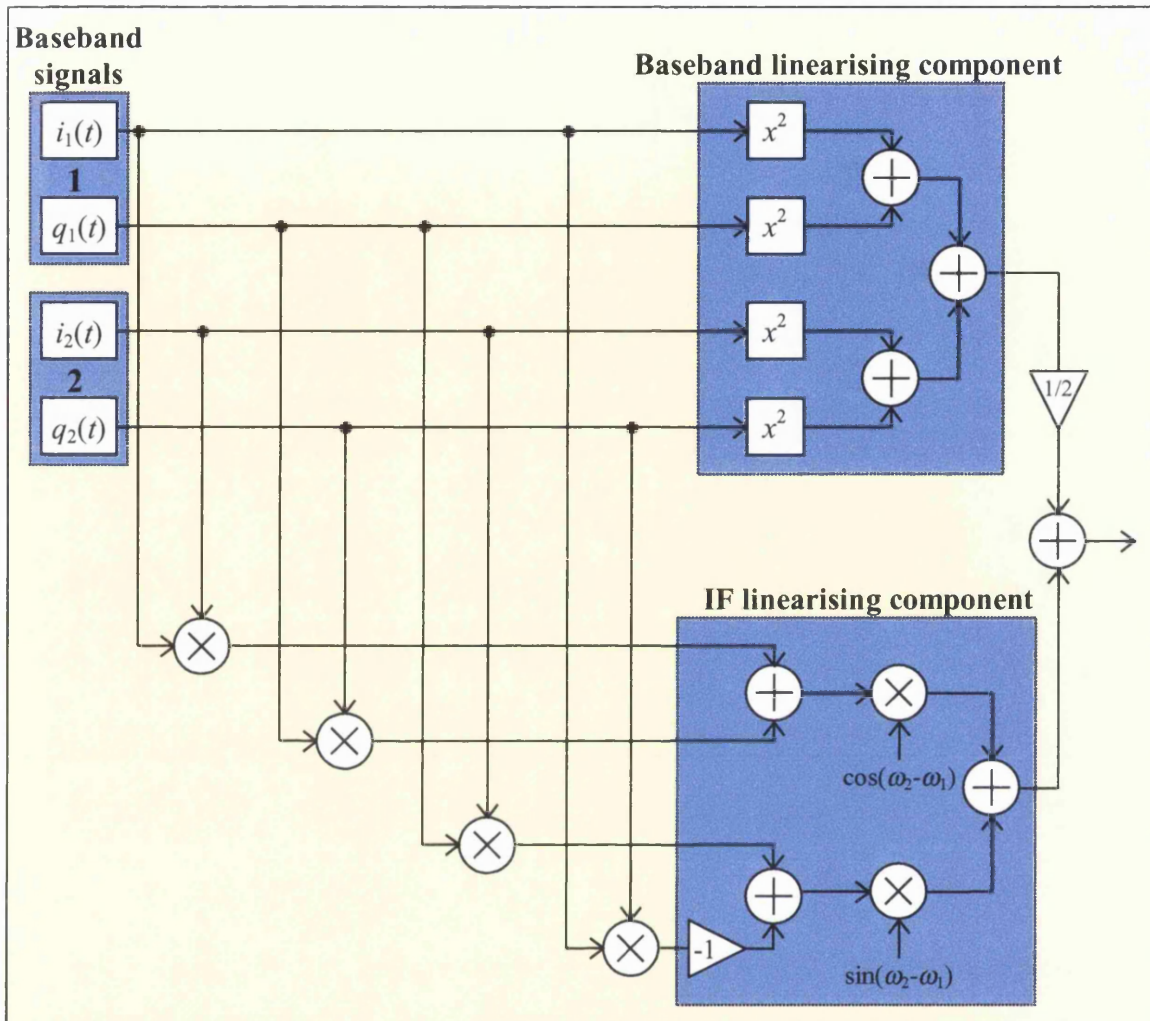 Baseband
signals
Baseband linearising component
i₁(t)
1
q₁(t)
i₂(t)
2
q₂(t)
x²
x²
x²
x²
+
+
+
1/2
+
IF linearising component
×
×
×
×
-1
+
+
×
×
cos(ω₂-ω₁)
sin(ω₂-ω₁)
+